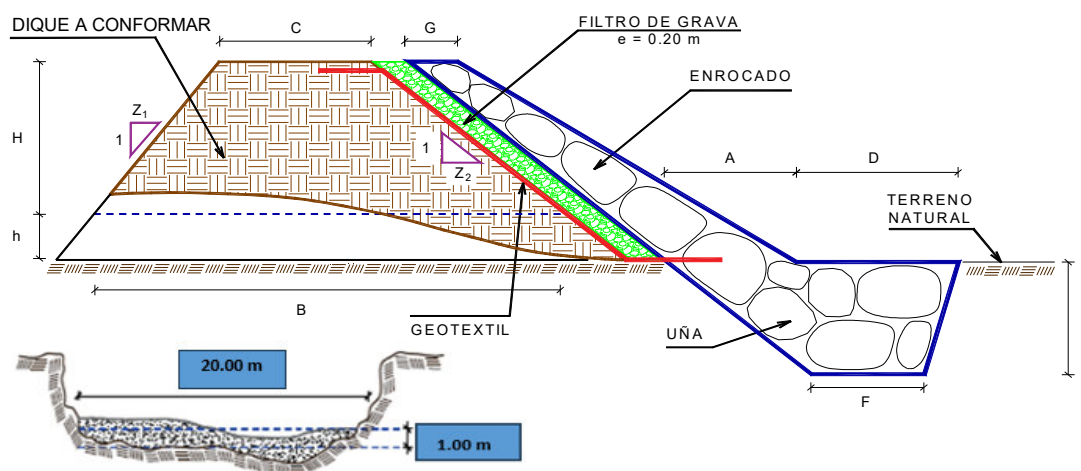 DIQUE A CONFORMAR
C
G
FILTRO DE GRAVA
e = 0.20 m
ENROCADO
Z1
1
H
1
Z2
A
D
TERRENO
NATURAL
h
B
GEOTEXTIL
UÑA
F
20.00 m
1.00 m